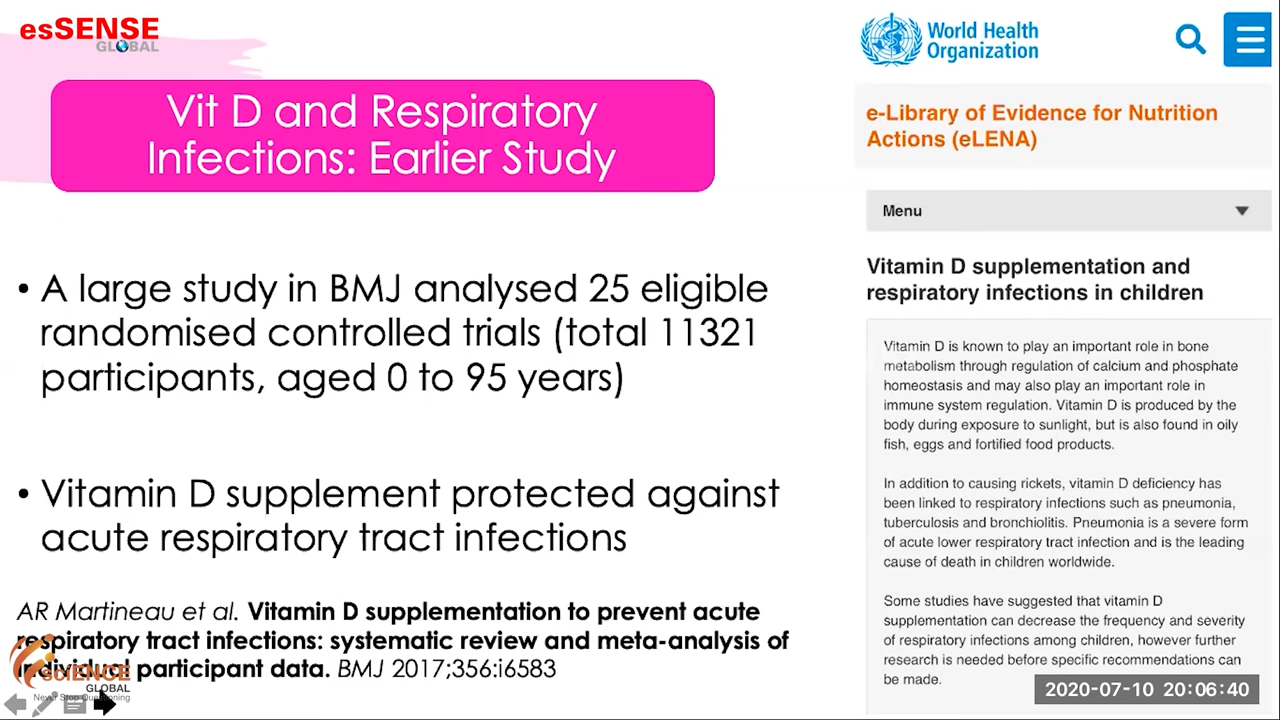 esSENSE
GLOBAL
Vit D and Respiratory
Infections: Earlier Study
• A large study in BMJ analysed 25 eligible
randomised controlled trials (total 11321
participants, aged 0 to 95 years)
• Vitamin D supplement protected against
acute respiratory tract infections
AR Martineau et al. Vitamin D supplementation to prevent acute
respiratory tract infections: systematic review and meta-analysis of
individual participant data. BMJ 2017;356:i6583
sciENCE
GLOBAL
Never Stop Questioning
World Health
Organization
e-Library of Evidence for Nutrition
Actions (eLENA)
Menu
Vitamin D supplementation and
respiratory infections in children
Vitamin D is known to play an important role in bone
metabolism through regulation of calcium and phosphate
homeostasis and may also play an important role in
immune system regulation. Vitamin D is produced by the
body during exposure to sunlight, but is also found in oily
fish, eggs and fortified food products.
In addition to causing rickets, vitamin D deficiency has
been linked to respiratory infections such as pneumonia,
tuberculosis and bronchiolitis. Pneumonia is a severe form
of acute lower respiratory tract infection and is the leading
cause of death in children worldwide.
Some studies have suggested that vitamin D
supplementation can decrease the frequency and severity
of respiratory infections among children, however further
research is needed before specific recommendations can
be made.
2020-07-10 20:06:40